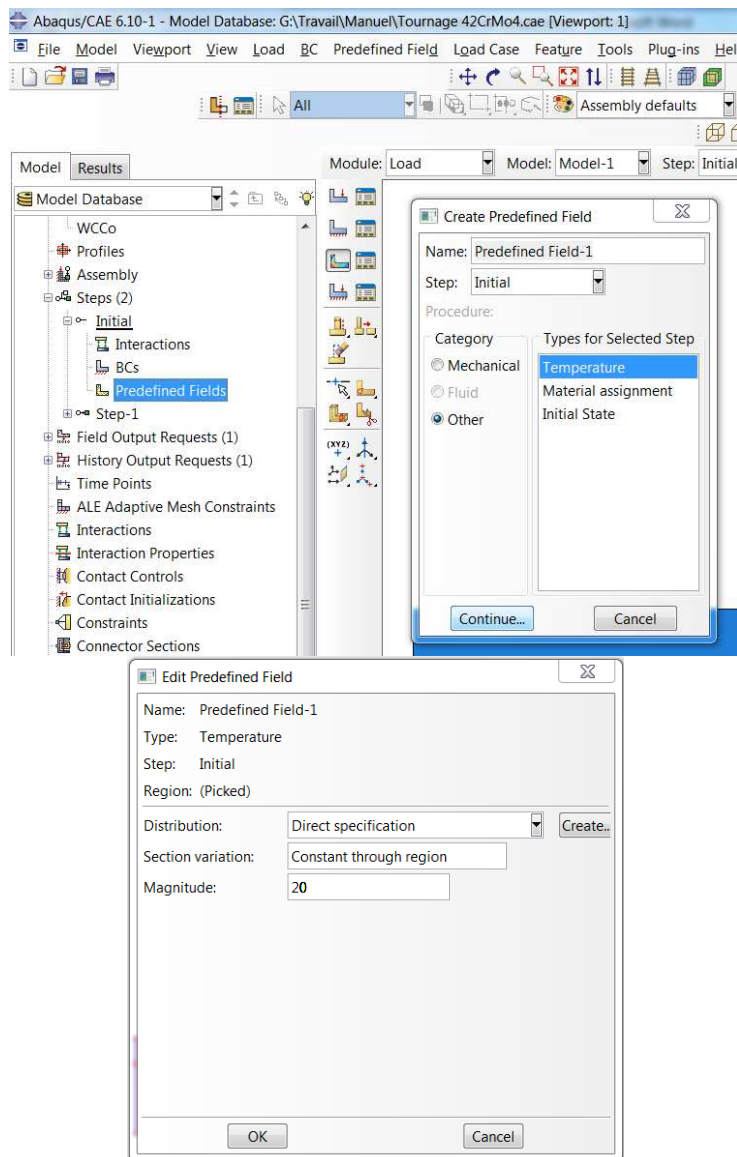 Abaqus/CAE 6.10-1 - Model Database: G:\Travail\Manuel\Tournage 42CrMo4.cae [Viewport: 1]
File Model Viewport View Load BC Predefined Field Load Case Feature Tools Plug-ins Hel
All
Assembly defaults
Model Results
Module: Load Model: Model-1 Step: Initial
Model Database
WCCo
Profiles
Assembly
Steps (2)
Initial
Interactions
BCs
Predefined Fields
Step-1
Field Output Requests (1)
History Output Requests (1)
Time Points
ALE Adaptive Mesh Constraints
Interactions
Interaction Properties
Contact Controls
Contact Initializations
Constraints
Connector Sections
(XYZ)
Create Predefined Field
Name: Predefined Field-1
Step: Initial
Procedure:
Category Types for Selected Step
Mechanical Temperature
Fluid Material assignment
Other Initial State
Continue... Cancel
Edit Predefined Field
Name: Predefined Field-1
Type: Temperature
Step: Initial
Region: (Picked)
Distribution: Direct specification Create..
Section variation: Constant through region
Magnitude: 20
OK Cancel